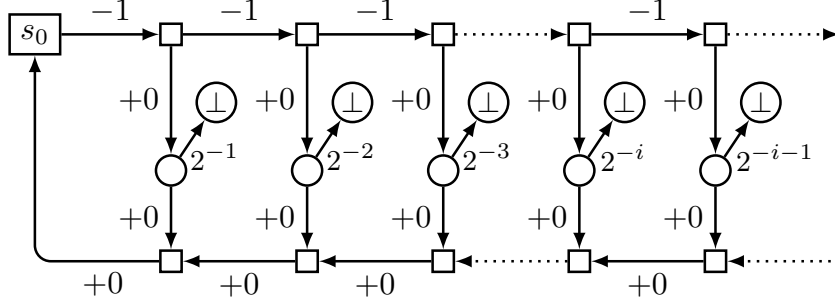 −1 −1 −1 −1
s₀
+0 +0 +0 +0 +0
⊥ ⊥ ⊥ ⊥ ⊥
2⁻¹ 2⁻² 2⁻³ 2⁻ⁱ 2⁻ⁱ⁻¹
+0 +0 +0 +0 +0
+0 +0 +0 +0